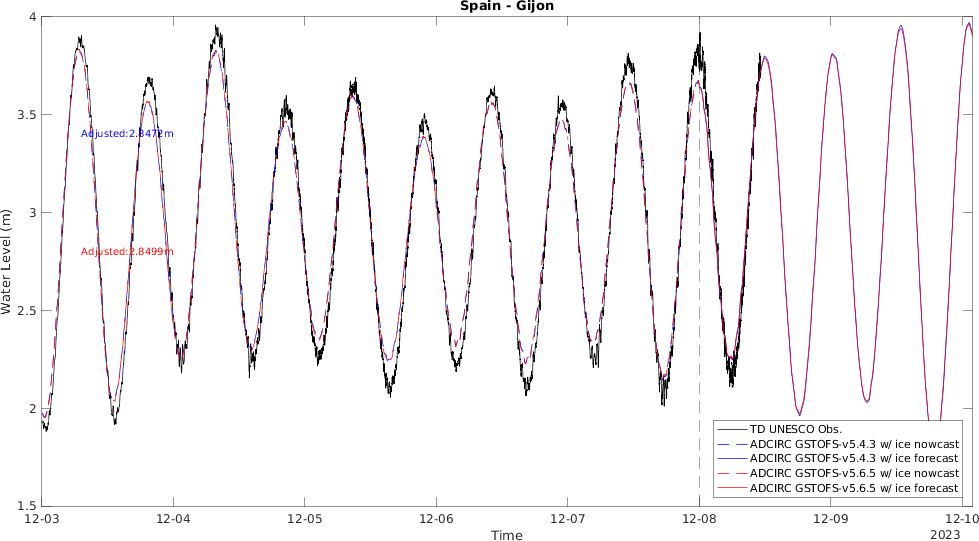 Spain - Gijon
4
3.5
3
2.5
2
1.5
Water Level (m)
Adjusted:2.8472m
Adjusted:2.8499m
TD UNESCO Obs.
ADCIRC GSTOFS-v5.4.3 w/ ice nowcast
ADCIRC GSTOFS-v5.4.3 w/ ice forecast
ADCIRC GSTOFS-v5.6.5 w/ ice nowcast
ADCIRC GSTOFS-v5.6.5 w/ ice forecast
12-03 12-04 12-05 12-06 12-07 12-08 12-09 12-10
Time
2023